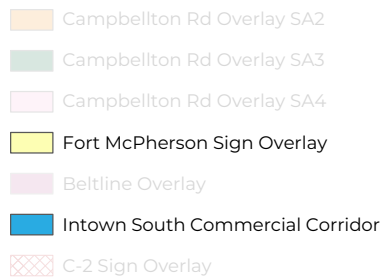 Campbellton Rd Overlay SA2
Campbellton Rd Overlay SA3
Campbellton Rd Overlay SA4
Fort McPherson Sign Overlay
Beltline Overlay
Intown South Commercial Corridor
C-2 Sign Overlay